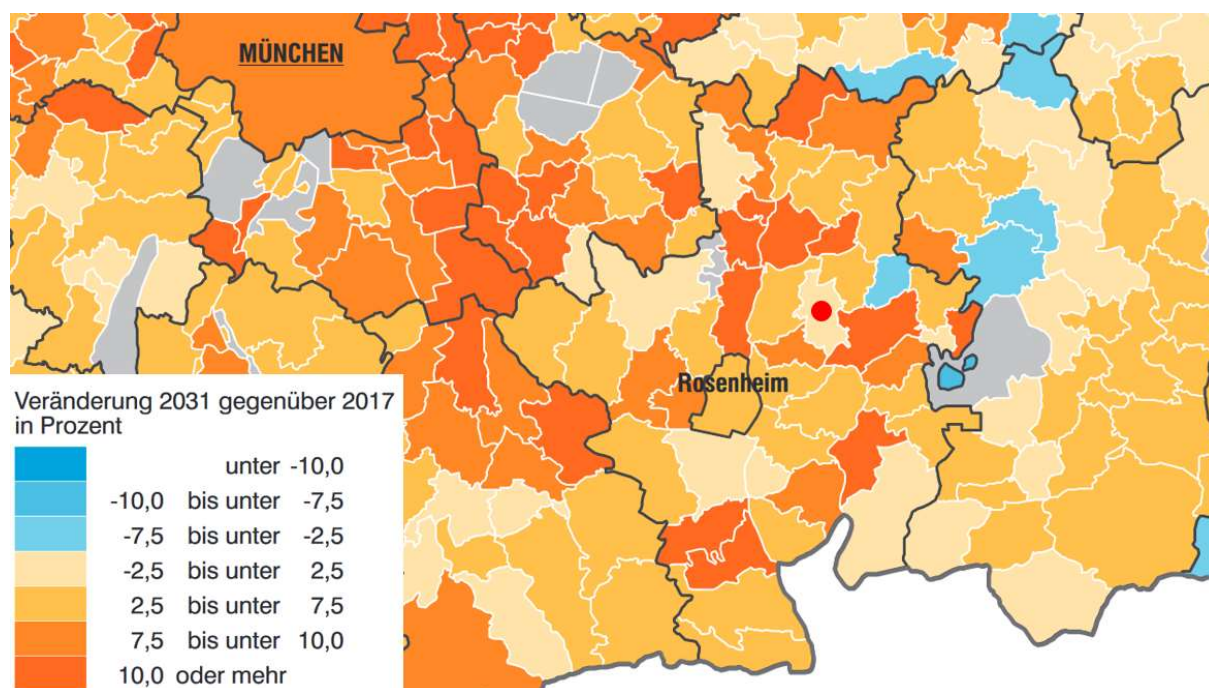 MÜNCHEN
Rosenheim
Veränderung 2031 gegenüber 2017
in Prozent
unter -10,0
-10,0 bis unter -7,5
-7,5 bis unter -2,5
-2,5 bis unter 2,5
2,5 bis unter 7,5
7,5 bis unter 10,0
10,0 oder mehr